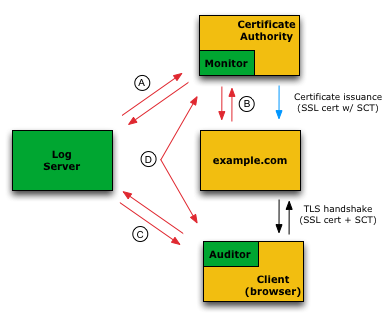 Certificate
Authority
Monitor
A
B
Certificate issuance
(SSL cert w/ SCT)
Log
Server
D
example.com
TLS handshake
(SSL cert + SCT)
C
Auditor
Client
(browser)